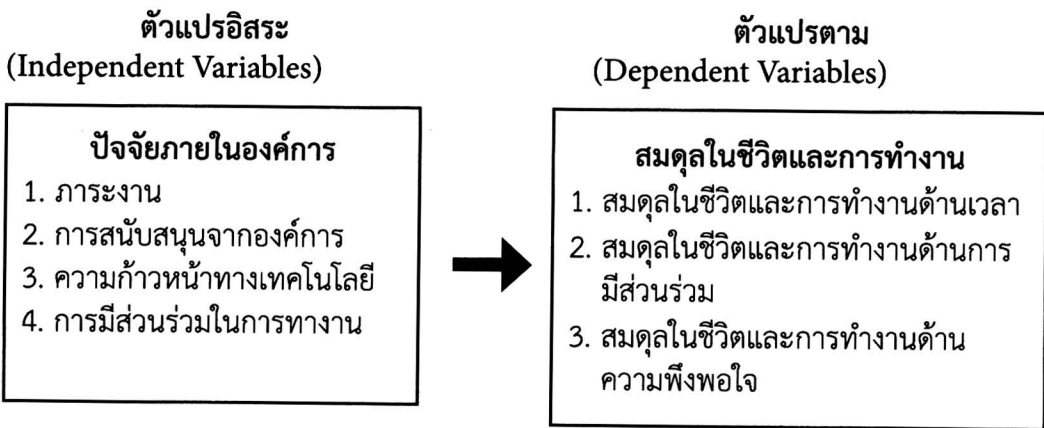 ตัวแปรอิสระ
(Independent Variables)
ปัจจัยภายในองค์การ
1. ภาระงาน
2. การสนับสนุนจากองค์การ
3. ความก้าวหน้าทางเทคโนโลยี
4. การมีส่วนร่วมในการทางาน
ตัวแปรตาม
(Dependent Variables)
สมดุลในชีวิตและการทำงาน
1. สมดุลในชีวิตและการทำงานด้านเวลา
2. สมดุลในชีวิตและการทำงานด้านการ
มีส่วนร่วม
3. สมดุลในชีวิตและการทำงานด้าน
ความพึงพอใจ